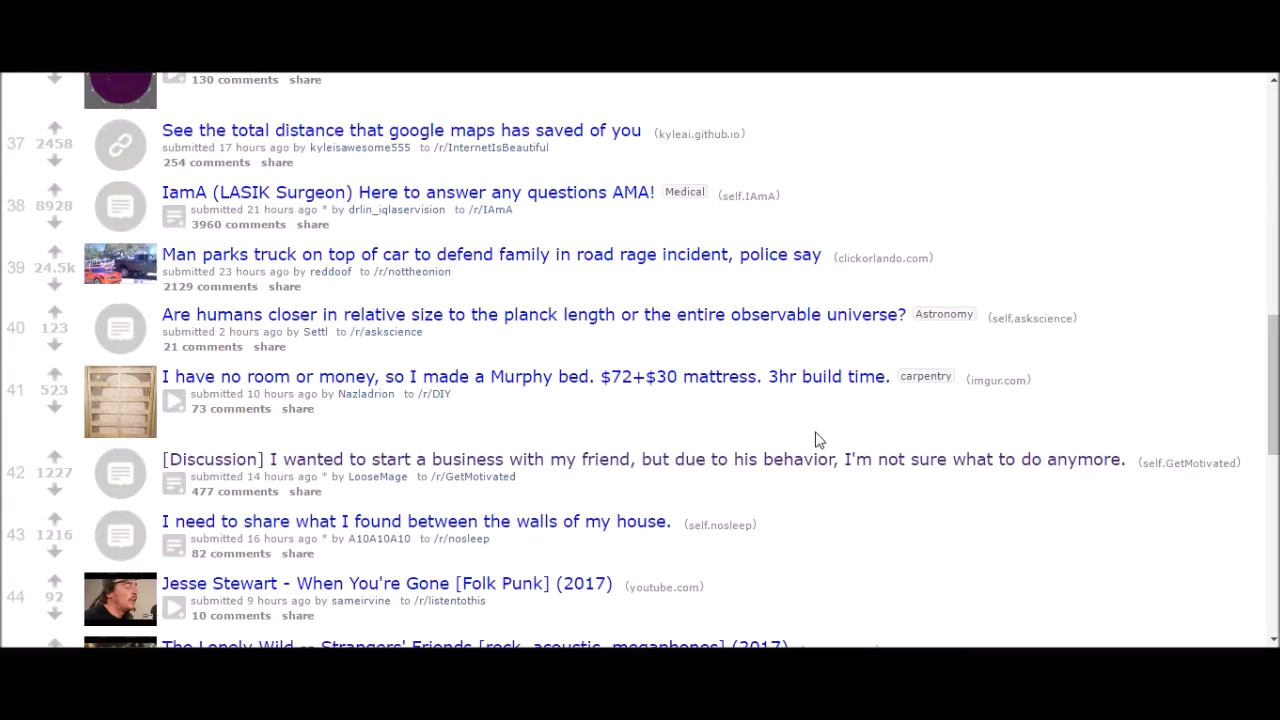 130 comments share
37 2458 See the total distance that google maps has saved of you (kyleai.github.io)
submitted 17 hours ago by kyleisawesome555 to /r/InternetIsBeautiful
254 comments share
38 8928 IamA (LASIK Surgeon) Here to answer any questions AMA! Medical (self.IAmA)
submitted 21 hours ago * by drlin_iqlaservision to /r/IAmA
3960 comments share
39 24.5k Man parks truck on top of car to defend family in road rage incident, police say (clickorlando.com)
submitted 23 hours ago by reddoof to /r/nottheonion
2129 comments share
40 123 Are humans closer in relative size to the planck length or the entire observable universe? Astronomy (self.askscience)
submitted 2 hours ago by Settl to /r/askscience
21 comments share
41 523 I have no room or money, so I made a Murphy bed. $72+$30 mattress. 3hr build time. carpentry (imgur.com)
submitted 10 hours ago by Nazladrion to /r/DIY
73 comments share
42 1227 [Discussion] I wanted to start a business with my friend, but due to his behavior, I'm not sure what to do anymore. (self.GetMotivated)
submitted 14 hours ago by LooseMage to /r/GetMotivated
477 comments share
43 1216 I need to share what I found between the walls of my house. (self.nosleep)
submitted 16 hours ago * by A10A10A10 to /r/nosleep
82 comments share
44 92 Jesse Stewart - When You're Gone [Folk Punk] (2017) (youtube.com)
submitted 9 hours ago by sameirvine to /r/listentothis
10 comments share
The Lonely Wild -- Strangers' Friends [rock, acoustic, megaphones] (2017)